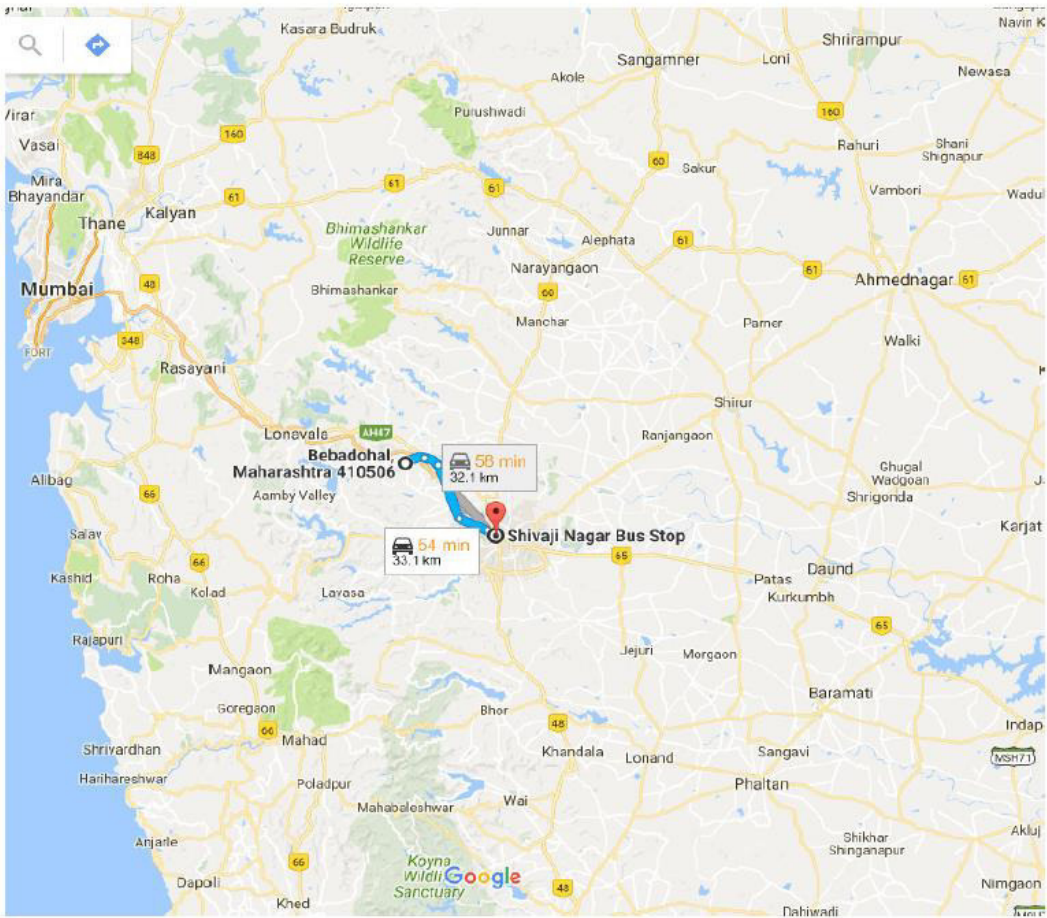 Kasara Budruk
Navin K
Shrirampur
Sangamner
Loni
Newasa
Akole
Virar
Purushwadi
160
160
Vasai
848
Rahuri
Shani
Shignapur
60
Sakur
Mira
Bhayandar
61
61
61
Vambori
Wadul
Kalyan
Thane
Bhimashankar
Wildlife
Reserve
Junnar
Alephata
61
Narayangaon
61
Ahmednagar
61
Mumbai
48
Bhimashankar
60
Manchar
Parner
348
FORT
Walki
Rasayani
Shirur
Lonavala
AH47
Ranjangaon
Bebadohal,
Maharashtra 410506
58 min
32.1 km
Ghugal
Wadgaon
Alibag
66
Aamby Valley
Shrigonda
J
Salav
Shivaji Nagar Bus Stop
Karjat
54 min
33.1 km
65
66
Kashid
Roha
Kolad
Lavasa
Daund
Patas
Kurkumbh
65
Rajapuri
Jejuri
Morgaon
Mangaon
Baramati
Goregaon
Bhor
66
48
Indap
Mahad
Shrivardhan
Khandala
Lonand
Sangavi
MSH71
Harihareshwar
Poladpur
Phaltan
Mahabaleshwar
Wai
Anjarle
Shikhar
Shinganapur
Akluj
66
Koyna
Wildli
Sanctuary
Google
48
Dapoli
Nimgaon
Khed
Dahiwadi